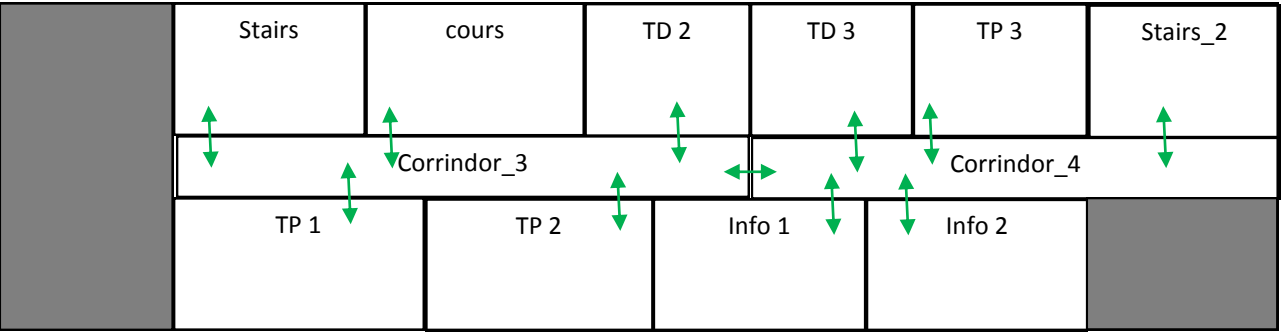 Stairs
cours
TD 2
TD 3
TP 3
Stairs_2
Corrindor_3
Corrindor_4
TP 1
TP 2
Info 1
Info 2